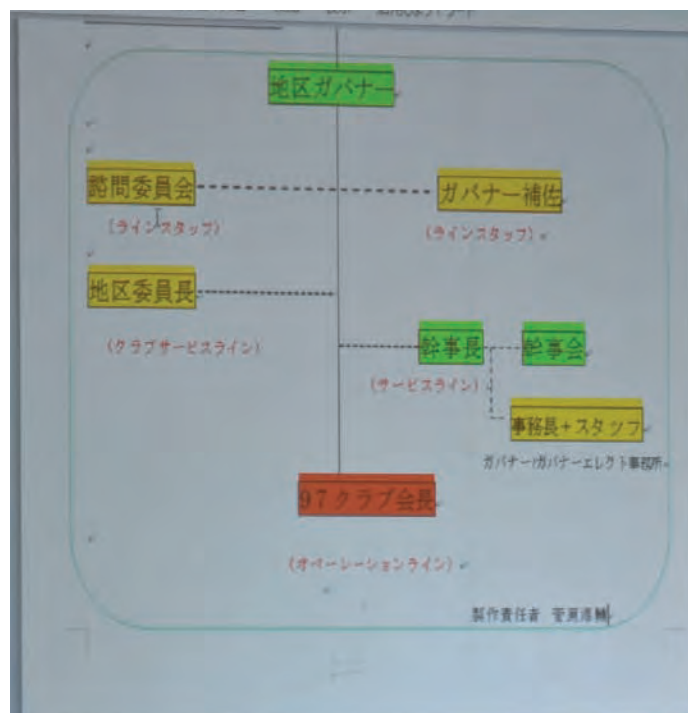 地区ガバナー
諮問委員会
ガバナー補佐
(ラインスタッフ)
(ラインスタッフ)
地区委員長
(クラブサービスライン)
幹事長
幹事会
(サービスライン)
事務長+スタッフ
ガバナー/ガバナーエレクト事務所
97クラブ会長
(オペレーションライン)
製作責任者